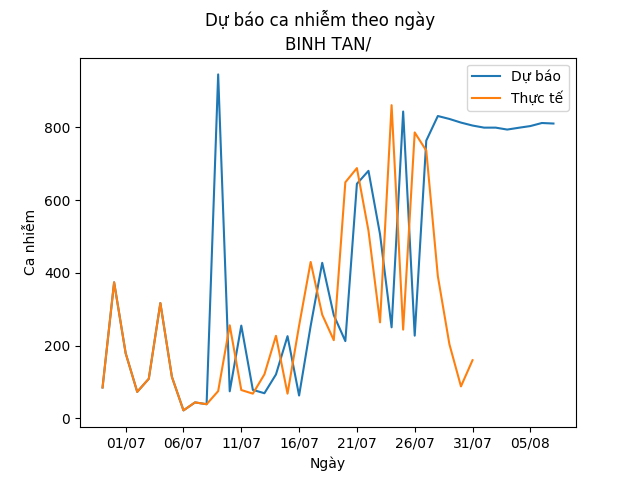 Dự báo ca nhiễm theo ngày
BINH TAN/
Dự báo
Thực tế
Ca nhiễm
800
600
400
200
0
01/07 06/07 11/07 16/07 21/07 26/07 31/07 05/08
Ngày